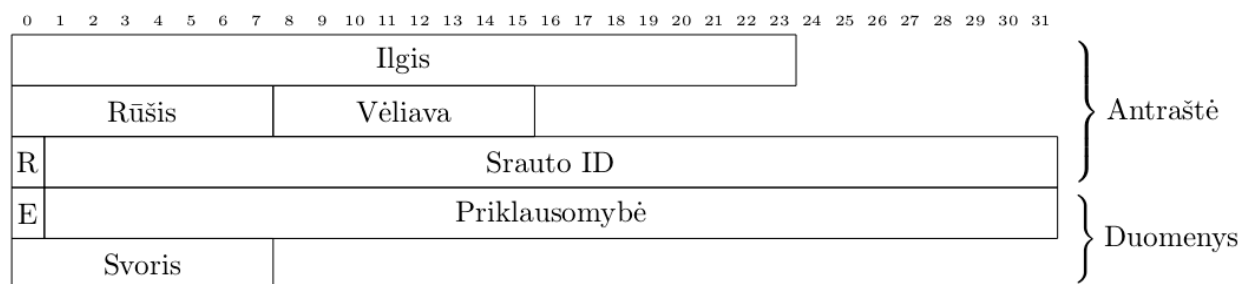 0 1 2 3 4 5 6 7 8 9 10 11 12 13 14 15 16 17 18 19 20 21 22 23 24 25 26 27 28 29 30 31
Ilgis
Rūšis Vėliava
Antraštė
R Srauto ID
E Priklausomybė
Duomenys
Svoris